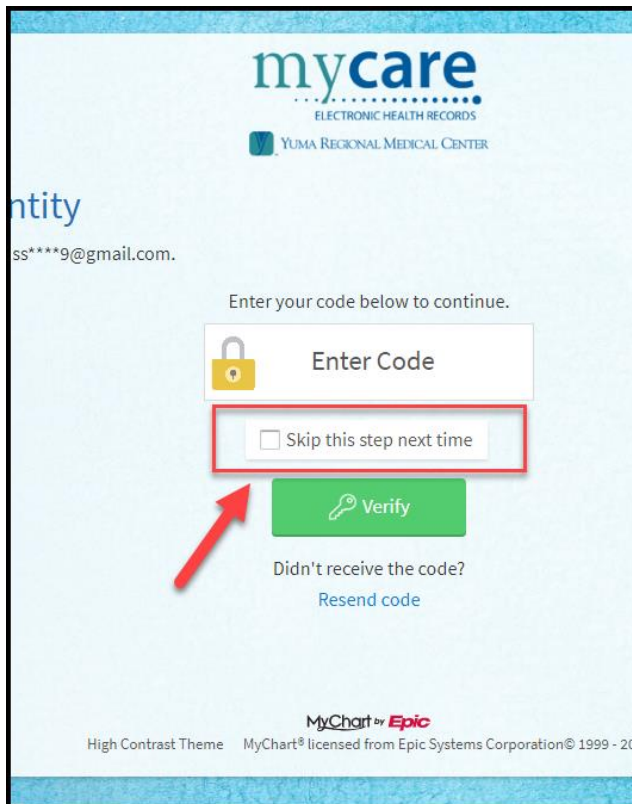 mycare
ELECTRONIC HEALTH RECORDS
YUMA REGIONAL MEDICAL CENTER
ntity
ss****9@gmail.com.
Enter your code below to continue.
Enter Code
Skip this step next time
Verify
Didn't receive the code?
Resend code
MyChart by Epic
High Contrast Theme MyChart® licensed from Epic Systems Corporation© 1999 - 20